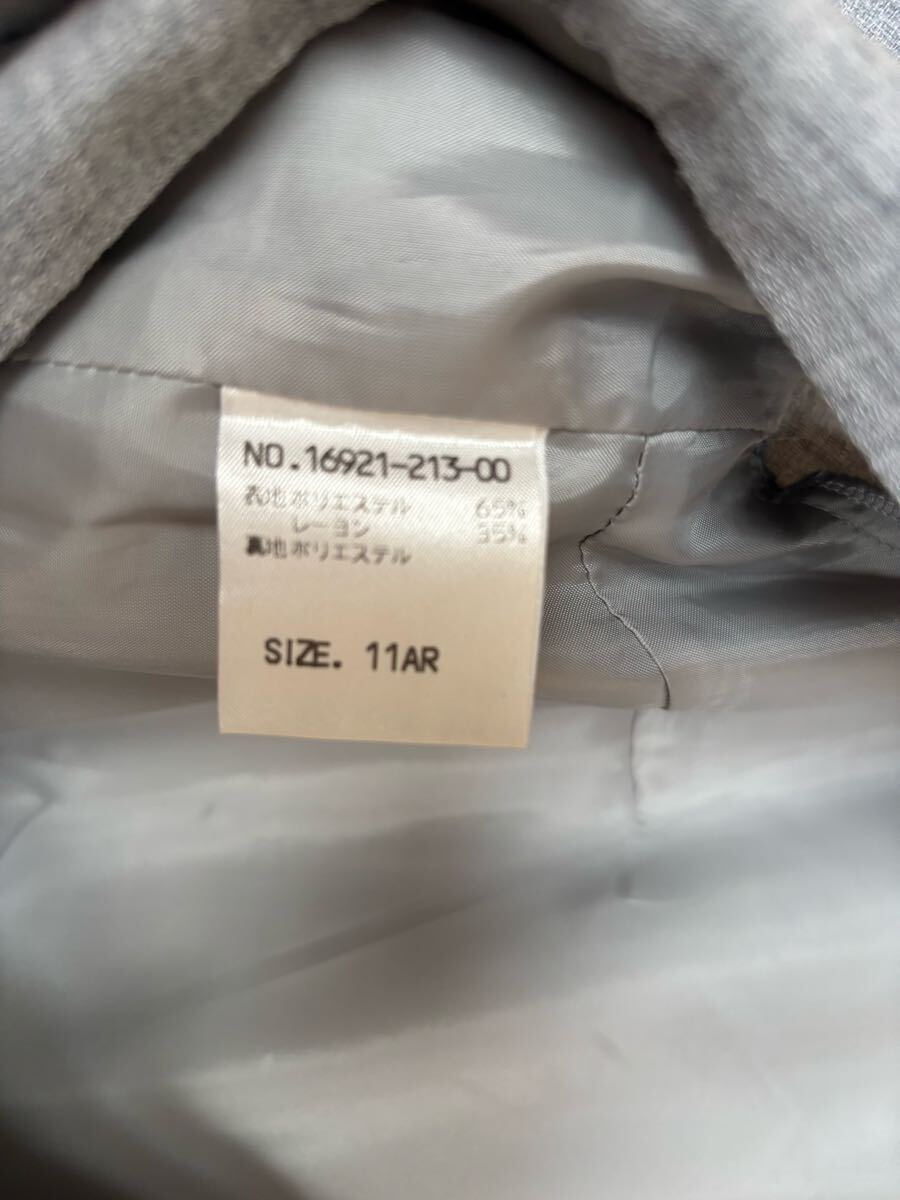 NO.16921-213-00
表地ポリエステル 65%
レーヨン 35%
裏地ポリエステル
SIZE. 11AR